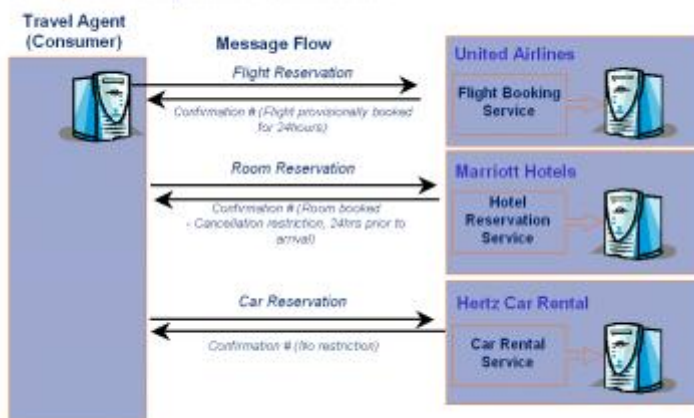 Travel Agent
(Consumer)
Message Flow
Flight Reservation
Confirmation # (Flight provisionally booked
for 24hours)
United Airlines
Flight Booking
Service
Room Reservation
Confirmation # (Room booked
- Cancellation restriction, 24hrs prior to
arrival)
Marriott Hotels
Hotel
Reservation
Service
Car Reservation
Confirmation # (No restriction)
Hertz Car Rental
Car Rental
Service